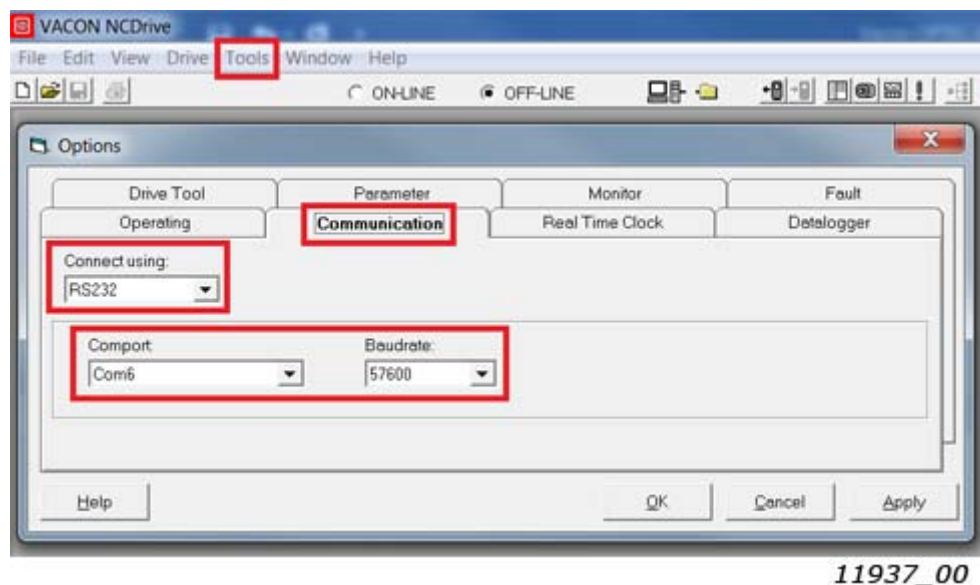 VACON NCDrive
File Edit View Drive Tools Window Help
ON-LINE OFF-LINE
Options
Drive Tool Parameter Monitor Fault
Operating Communication Real Time Clock Datalogger
Connect using:
RS232
Comport Baudrate:
Com6 57600
Help OK Cancel Apply
11937_00